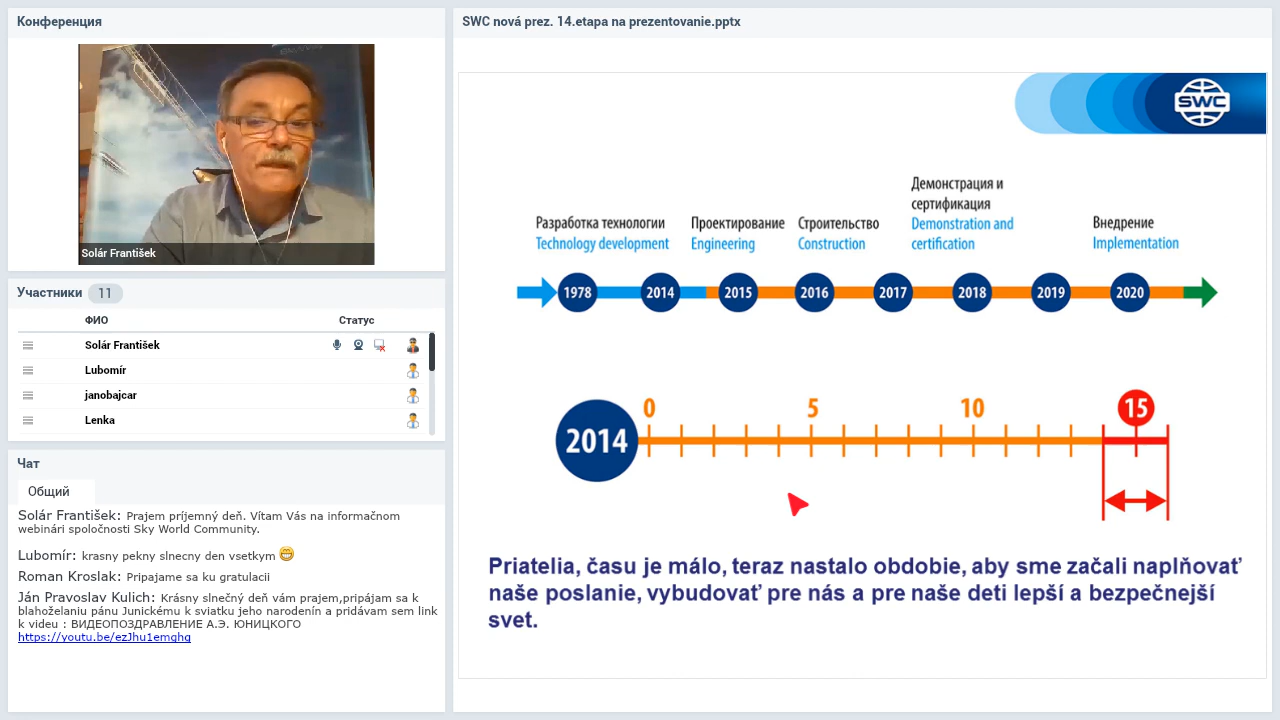 Конференция
Solár František
Участники 11
ФИО Статус
Solár František
Lubomír
janobajcar
Lenka
Чат
Общий
Solár František: Prajem príjemný deň. Vítam Vás na informačnom
webinári spoločnosti Sky World Community.
Lubomír: krasny pekny slnecny den vsetkym
Roman Kroslak: Pripajame sa ku gratulacii
Ján Pravoslav Kulich: Krásny slnečný deň vám prajem,pripájam sa k
blahoželaniu pánu Junickému k sviatku jeho narodenín a pridávam sem link
k videu : ВИДЕОПОЗДРАВЛЕНИЕ А.Э. ЮНИЦКОГО
https://youtu.be/ezJhu1emghg
SWC nová prez. 14.etapa na prezentovanie.pptx
SWC
Разработка технологии
Technology development
Проектирование
Engineering
Строительство
Construction
Демонстрация и
сертификация
Demonstration and
certification
Внедрение
Implementation
1978 2014 2015 2016 2017 2018 2019 2020
0 5 10 15
2014
Priatelia, času je málo, teraz nastalo obdobie, aby sme začali naplňovať
naše poslanie, vybudovať pre nás a pre naše deti lepší a bezpečnejší
svet.